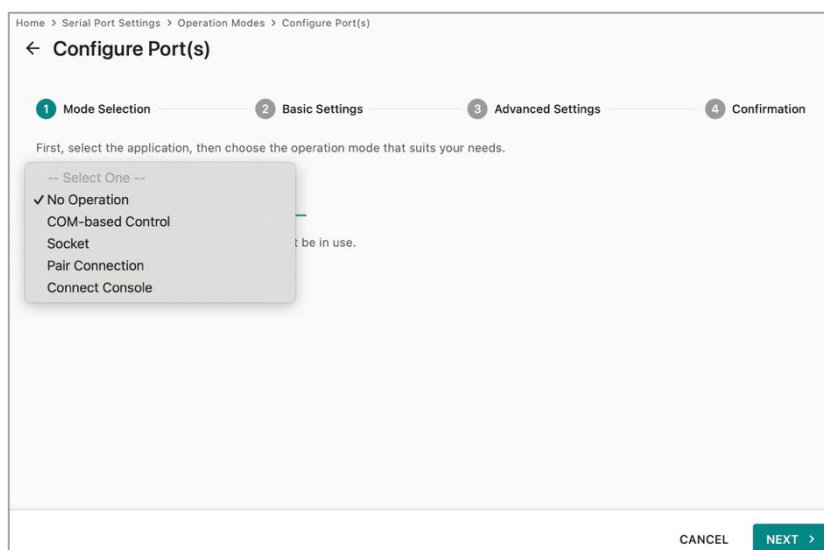 Home > Serial Port Settings > Operation Modes > Configure Port(s)
← Configure Port(s)
1 Mode Selection 2 Basic Settings 3 Advanced Settings 4 Confirmation
First, select the application, then choose the operation mode that suits your needs.
-- Select One --
✓ No Operation
COM-based Control
Socket t be in use.
Pair Connection
Connect Console
CANCEL NEXT >